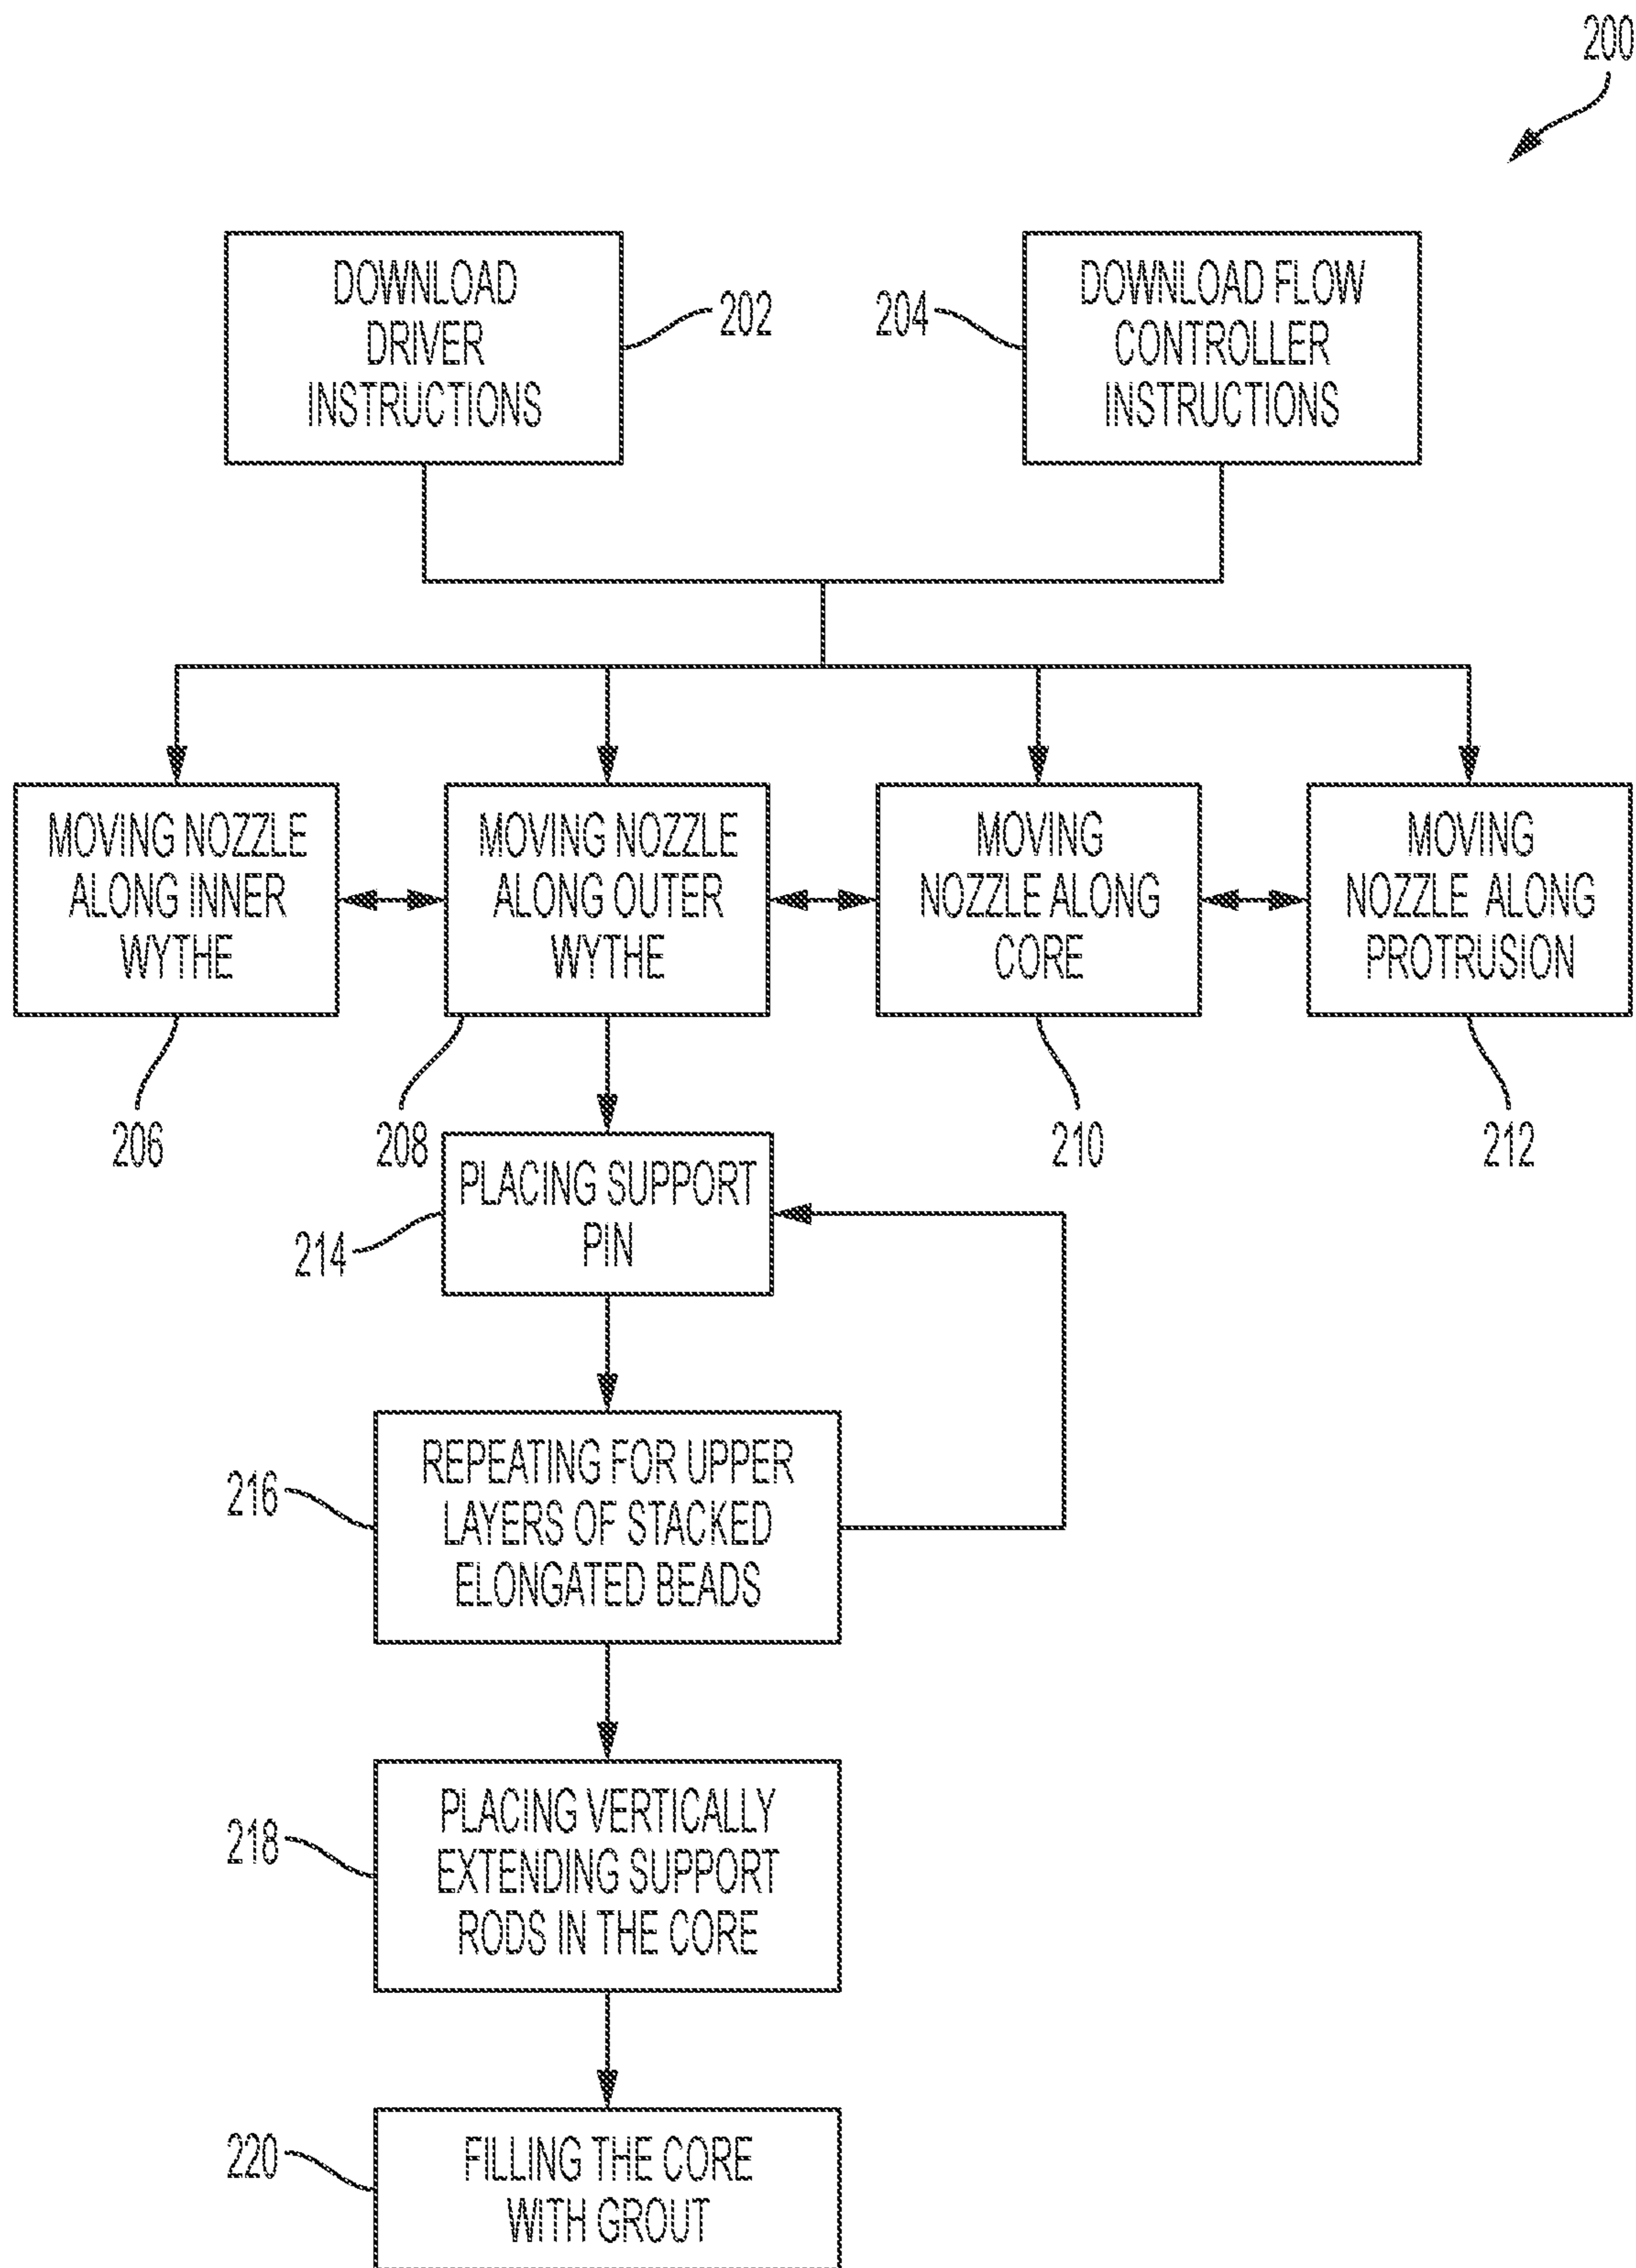 200
DOWNLOAD
DRIVER
INSTRUCTIONS
202
204
DOWNLOAD FLOW
CONTROLLER
INSTRUCTIONS
MOVING NOZZLE
ALONG INNER
WYTHE
MOVING NOZZLE
ALONG OUTER
WYTHE
MOVING
NOZZLE ALONG
CORE
MOVING
NOZZLE ALONG
PROTRUSION
206
208
210
212
PLACING SUPPORT
PIN
214
REPEATING FOR UPPER
LAYERS OF STACKED
ELONGATED BEADS
216
PLACING VERTICALLY
EXTENDING SUPPORT
RODS IN THE CORE
218
FILLING THE CORE
WITH GROUT
220